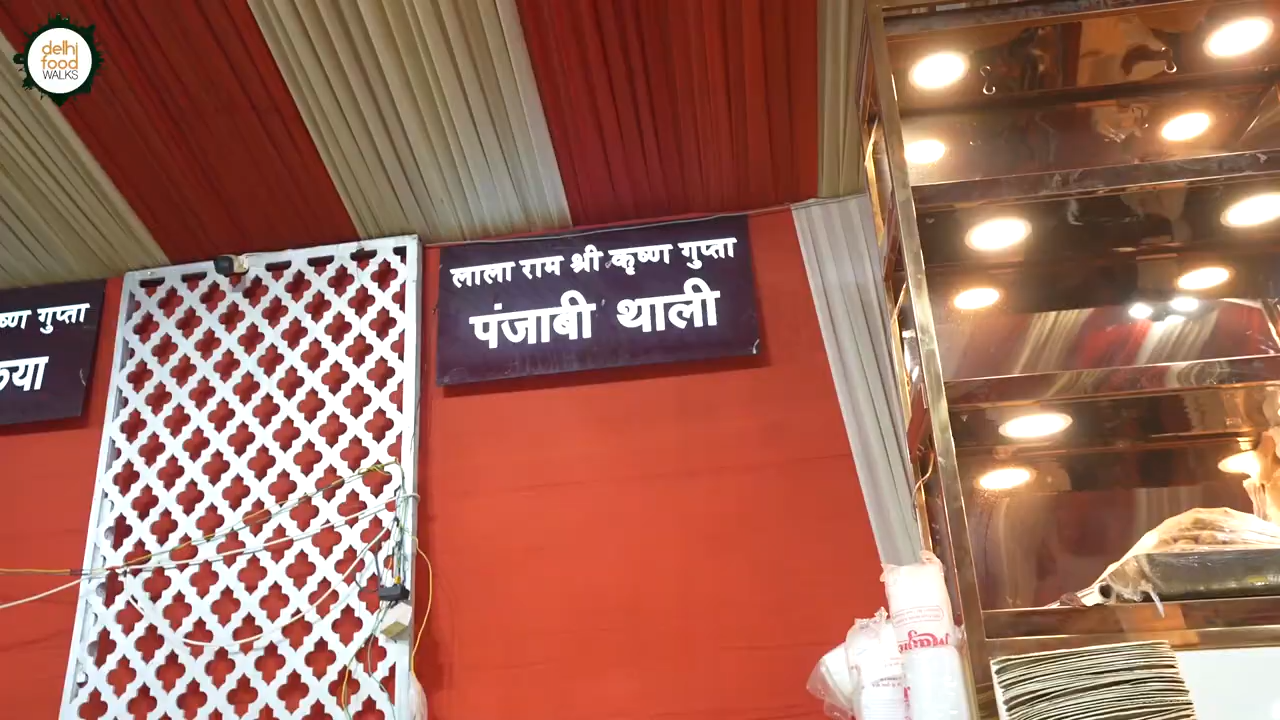 delhi
food
WALKS
लाला राम श्री कृष्ण गुप्ता
पंजाबी थाली
गुप्ता